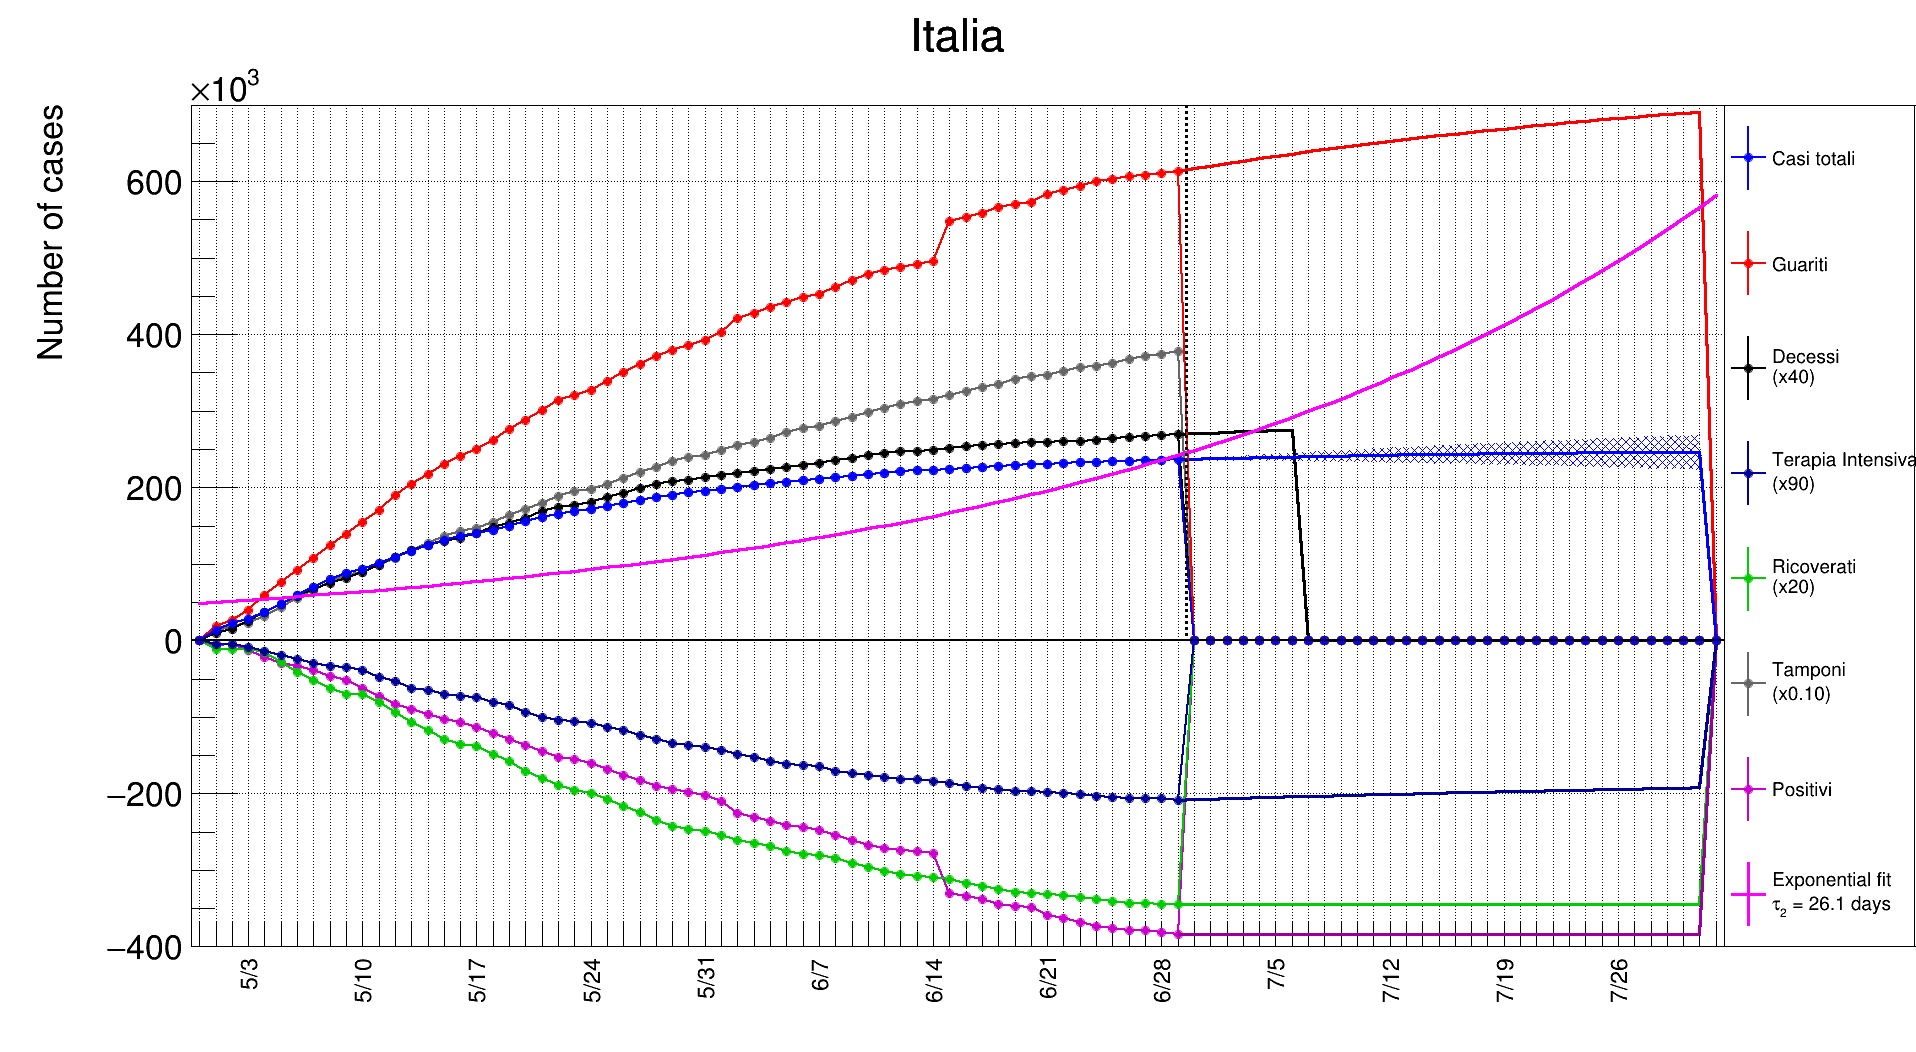 Italia
×10³
Number of cases
600
400
200
0
−200
−400
5/3
5/10
5/17
5/24
5/31
6/7
6/14
6/21
6/28
7/5
7/12
7/19
7/26
Casi totali
Guariti
Decessi
(x40)
Terapia Intensiva
(x90)
Ricoverati
(x20)
Tamponi
(x0.10)
Positivi
Exponential fit
τ₂ = 26.1 days